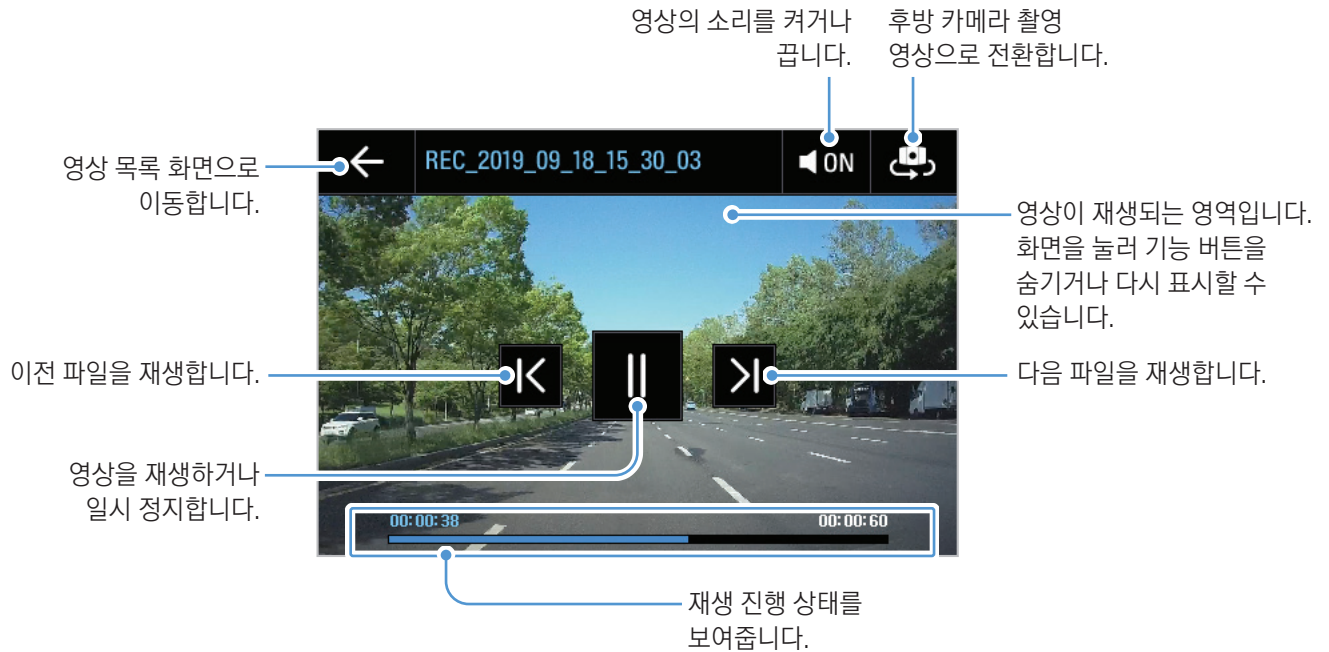 영상의 소리를 켜거나
끕니다.
후방 카메라 촬영
영상으로 전환합니다.
영상 목록 화면으로
이동합니다.
REC_2019_09_18_15_30_03
ON
영상이 재생되는 영역입니다.
화면을 눌러 기능 버튼을
숨기거나 다시 표시할 수
있습니다.
이전 파일을 재생합니다.
다음 파일을 재생합니다.
영상을 재생하거나
일시 정지합니다.
00:00:38
00:00:60
재생 진행 상태를
보여줍니다.